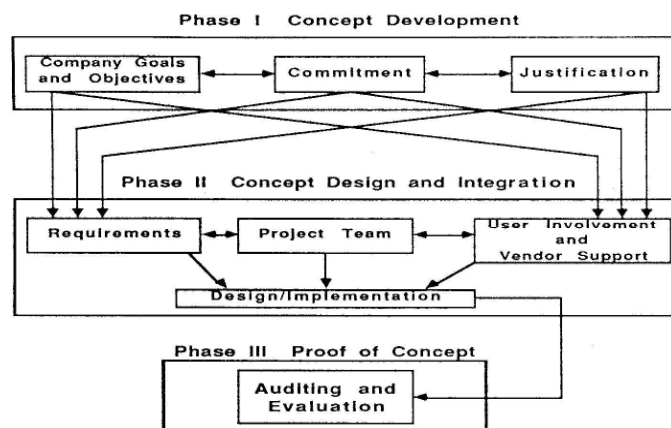 Phase I Concept Development
Company Goals
and Objectives
Commitment
Justification
Phase II Concept Design and Integration
Requirements
Project Team
User Involvement
and
Vendor Support
Design/Implementation
Phase III Proof of Concept
Auditing and
Evaluation